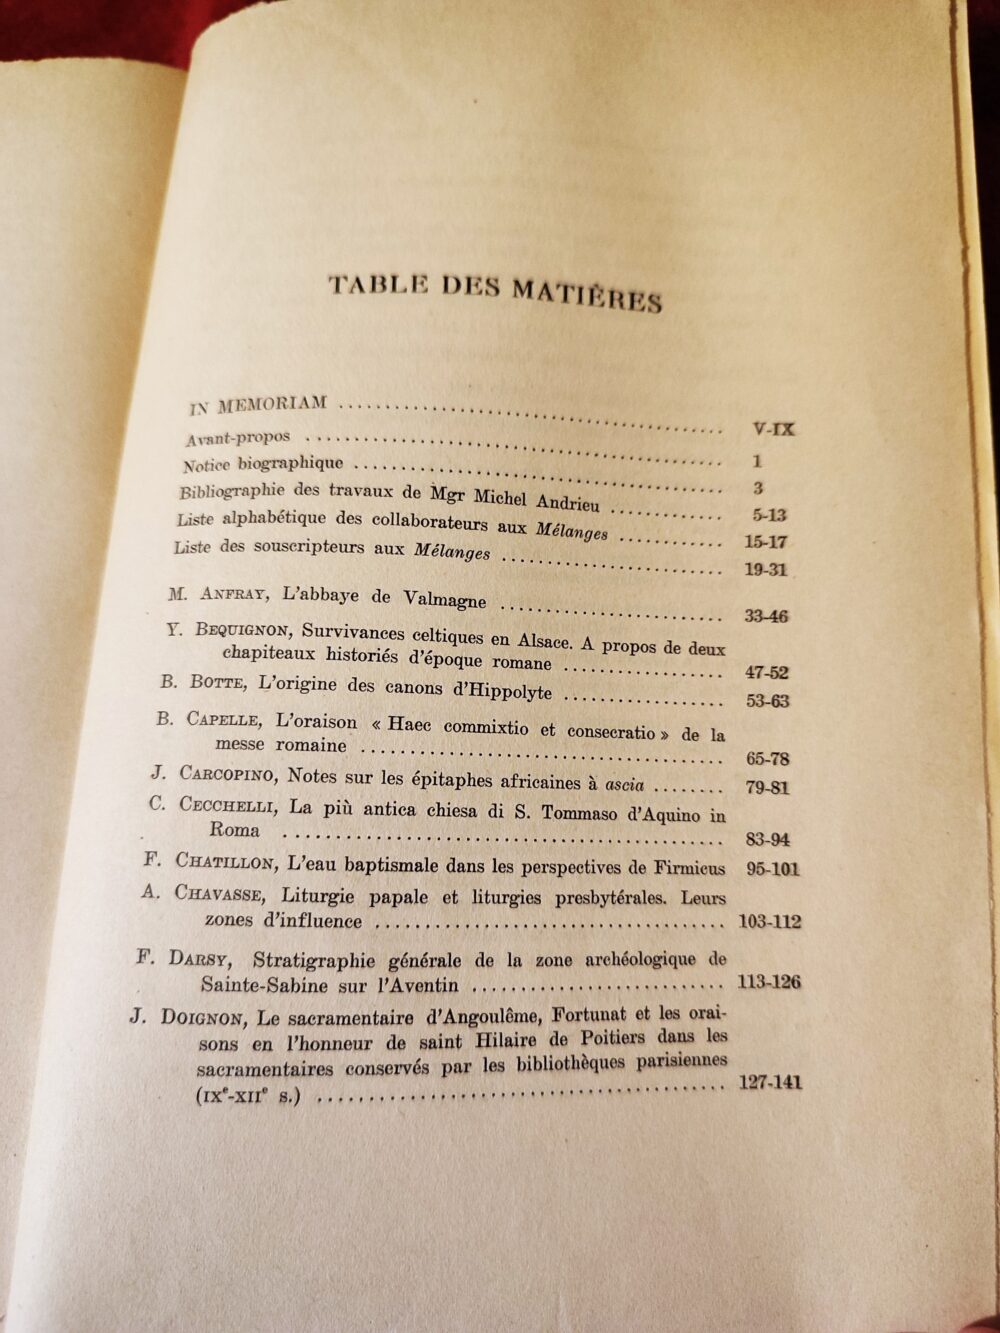 TABLE DES MATIÈRES
IN MEMORIAM ........................................ V-IX
Avant-propos ........................................ 1
Notice biographique ........................................ 3
Bibliographie des travaux de Mgr Michel Andrieu ............ 5-13
Liste alphabétique des collaborateurs aux Mélanges ............ 15-17
Liste des souscripteurs aux Mélanges ........................ 19-31
M. ANFRAY, L'abbaye de Valmagne ........................ 33-46
Y. BEQUIGNON, Survivances celtiques en Alsace. A propos de deux
chapiteaux historiés d'époque romane .................. 47-52
B. BOTTE, L'origine des canons d'Hippolyte .................. 53-63
B. CAPELLE, L'oraison « Haec commixtio et consecratio » de la
messe romaine ...................................... 65-78
J. CARCOPINO, Notes sur les épitaphes africaines à ascia ........ 79-81
C. CECCHELLI, La più antica chiesa di S. Tommaso d'Aquino in
Roma ........................................ 83-94
F. CHATILLON, L'eau baptismale dans les perspectives de Firmicus 95-101
A. CHAVASSE, Liturgie papale et liturgies presbytérales. Leurs
zones d'influence .................................... 103-112
F. DARSY, Stratigraphie générale de la zone archéologique de
Sainte-Sabine sur l'Aventin .......................... 113-126
J. DOIGNON, Le sacramentaire d'Angoulême, Fortunat et les orai-
sons en l'honneur de saint Hilaire de Poitiers dans les
sacramentaires conservés par les bibliothèques parisiennes
(IXe-XIIe s.) ........................................ 127-141